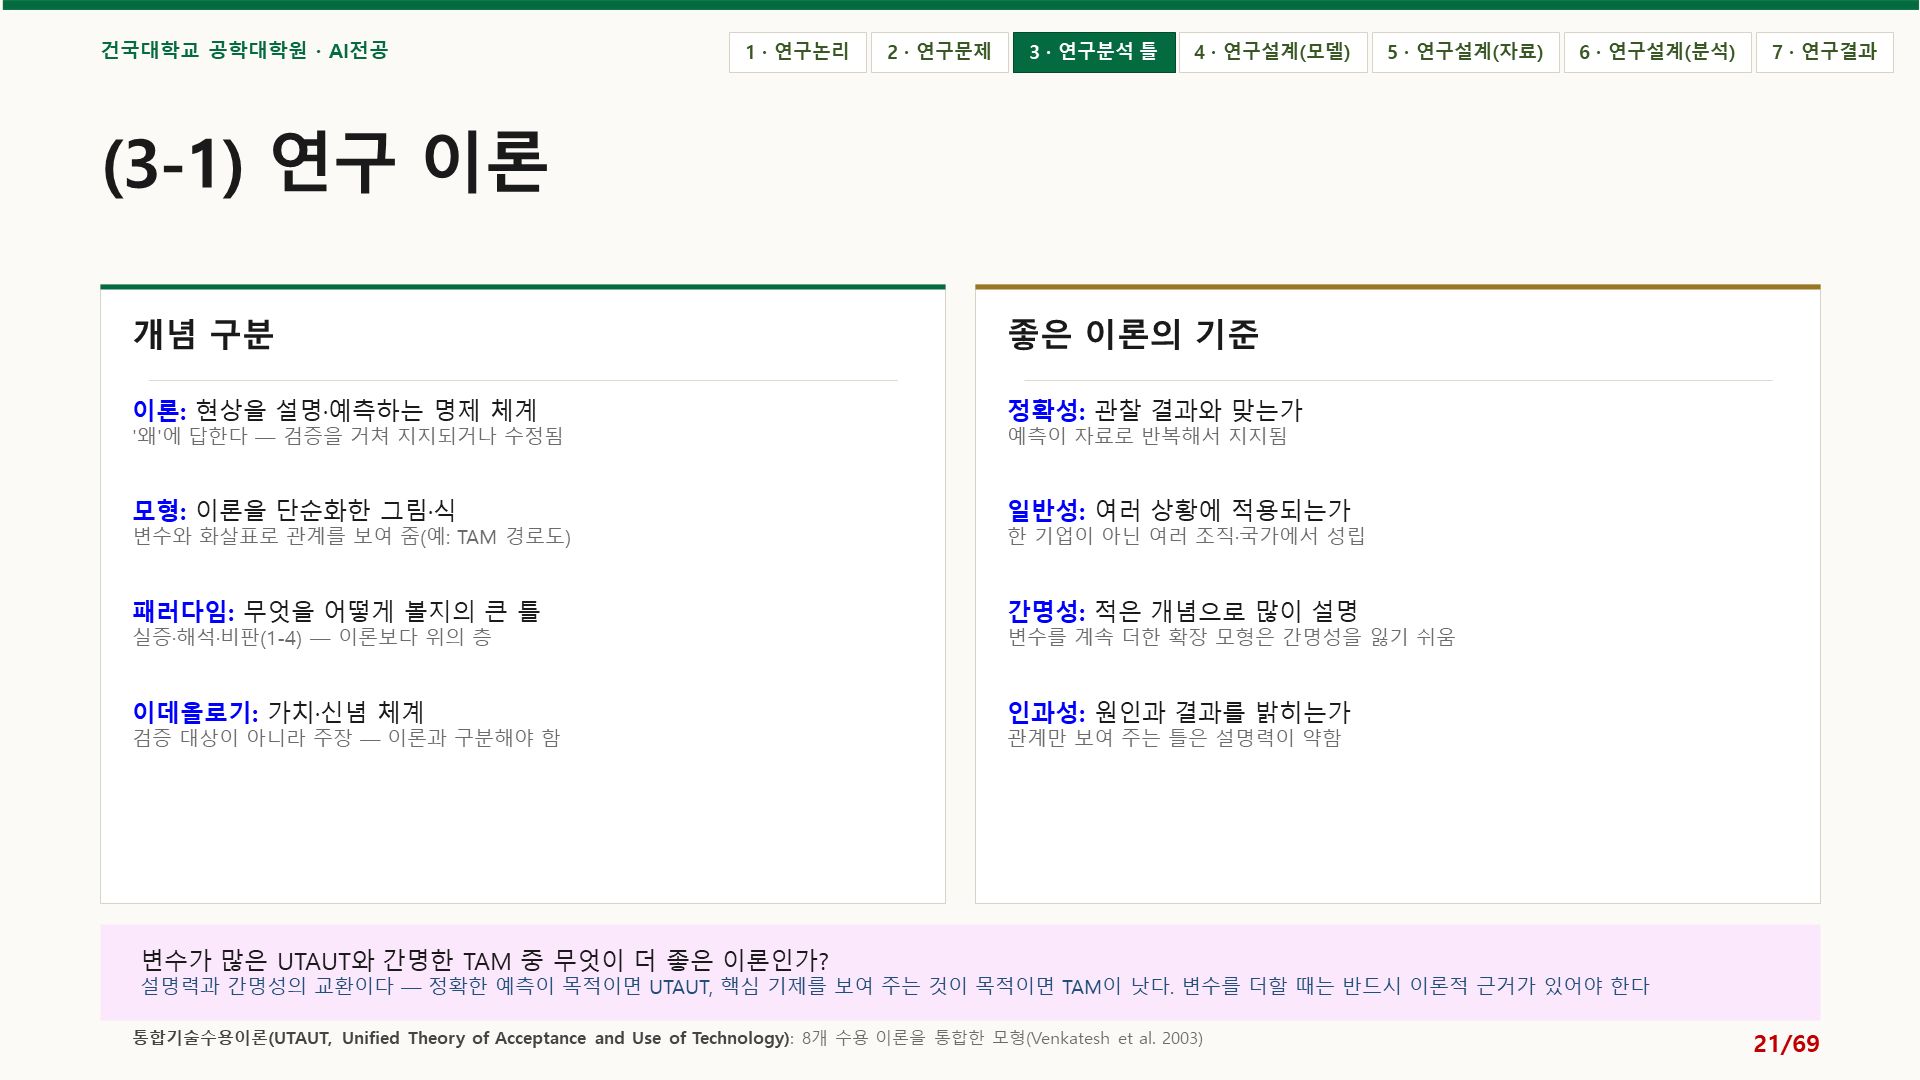 건국대학교 공학대학원 · AI전공
1 · 연구논리
2 · 연구문제
3 · 연구분석 틀
4 · 연구설계(모델)
5 · 연구설계(자료)
6 · 연구설계(분석)
7 · 연구결과
(3-1) 연구 이론
개념 구분
이론: 현상을 설명·예측하는 명제 체계
'왜'에 답한다 — 검증을 거쳐 지지되거나 수정됨
모형: 이론을 단순화한 그림·식
변수와 화살표로 관계를 보여 줌(예: TAM 경로도)
패러다임: 무엇을 어떻게 볼지의 큰 틀
실증·해석·비판(1-4) — 이론보다 위의 층
이데올로기: 가치·신념 체계
검증 대상이 아니라 주장 — 이론과 구분해야 함
좋은 이론의 기준
정확성: 관찰 결과와 맞는가
예측이 자료로 반복해서 지지됨
일반성: 여러 상황에 적용되는가
한 기업이 아닌 여러 조직·국가에서 성립
간명성: 적은 개념으로 많이 설명
변수를 계속 더한 확장 모형은 간명성을 잃기 쉬움
인과성: 원인과 결과를 밝히는가
관계만 보여 주는 틀은 설명력이 약함
변수가 많은 UTAUT와 간명한 TAM 중 무엇이 더 좋은 이론인가?
설명력과 간명성의 교환이다 — 정확한 예측이 목적이면 UTAUT, 핵심 기제를 보여 주는 것이 목적이면 TAM이 낫다. 변수를 더할 때는 반드시 이론적 근거가 있어야 한다
통합기술수용이론(UTAUT, Unified Theory of Acceptance and Use of Technology): 8개 수용 이론을 통합한 모형(Venkatesh et al. 2003)
21/69